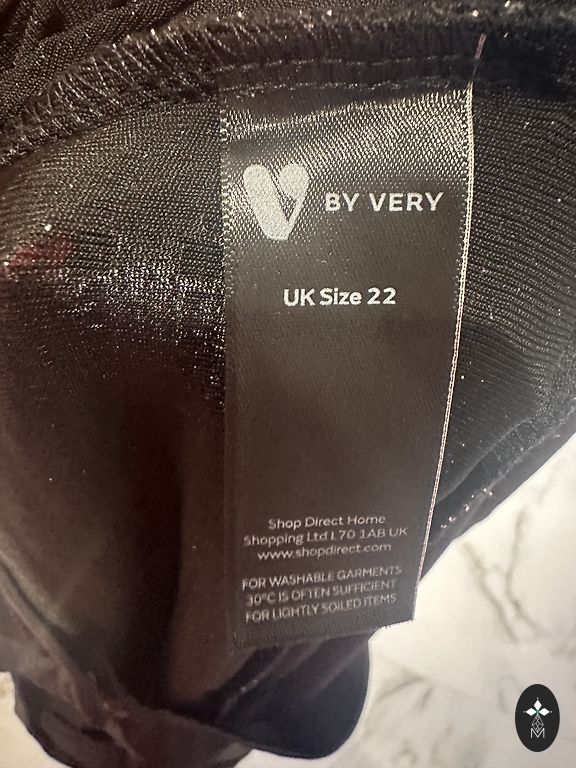 V BY VERY
UK Size 22
Shop Direct Home
Shopping Ltd L70 1AB UK
www.shopdirect.com
FOR WASHABLE GARMENTS
30°C IS OFTEN SUFFICIENT
FOR LIGHTLY SOILED ITEMS
M